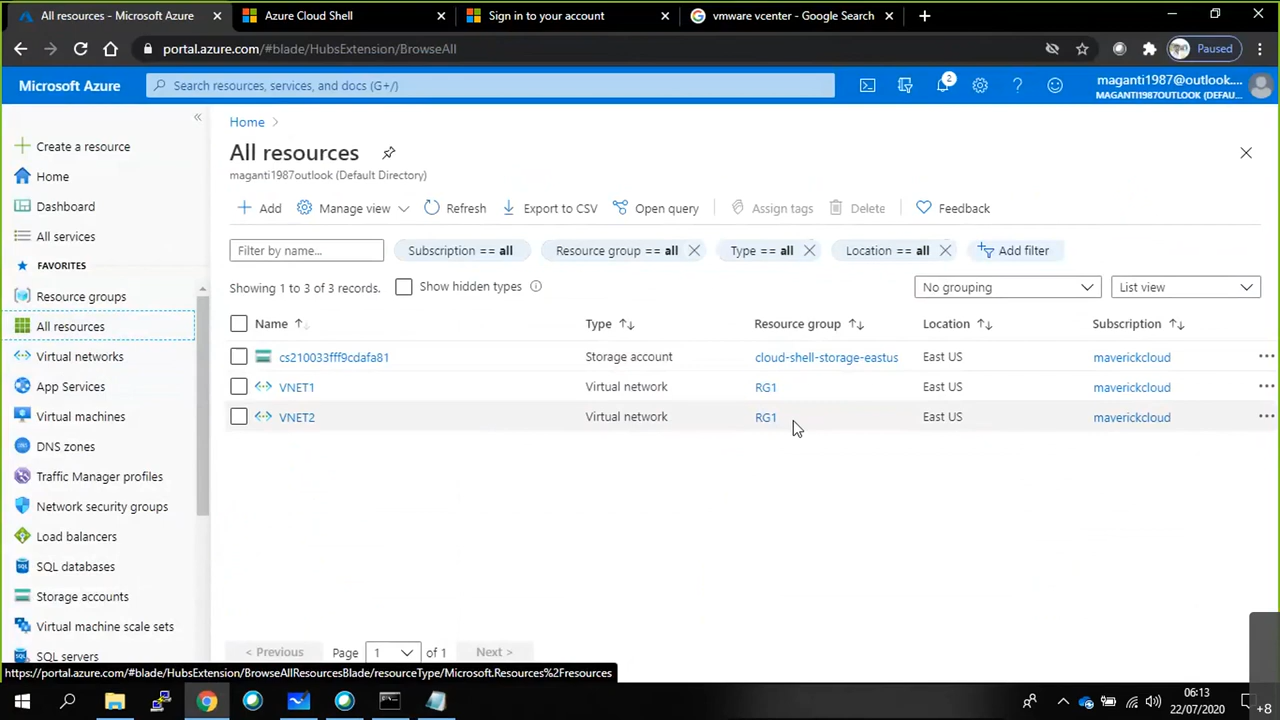 All resources - Microsoft Azure
Azure Cloud Shell
Sign in to your account
vmware vcenter - Google Search
portal.azure.com/#blade/HubsExtension/BrowseAll
Paused
Microsoft Azure
Search resources, services, and docs (G+/)
2
maganti1987@outlook....
MAGANTI1987OUTLOOK (DEFAU...
Create a resource
Home
Dashboard
All services
FAVORITES
Resource groups
All resources
Virtual networks
App Services
Virtual machines
DNS zones
Traffic Manager profiles
Network security groups
Load balancers
SQL databases
Storage accounts
Virtual machine scale sets
SQL servers
Home
All resources
maganti1987outlook (Default Directory)
Add
Manage view
Refresh
Export to CSV
Open query
Assign tags
Delete
Feedback
Filter by name...
Subscription == all
Resource group == all
Type == all
Location == all
Add filter
Showing 1 to 3 of 3 records.
Show hidden types
No grouping
List view
Name Type Resource group Location Subscription
cs210033fff9cdafa81 Storage account cloud-shell-storage-eastus East US maverickcloud
VNET1 Virtual network RG1 East US maverickcloud
VNET2 Virtual network RG1 East US maverickcloud
< Previous Page 1 of 1 Next >
https://portal.azure.com/#blade/HubsExtension/BrowseAllResourcesBlade/resourceType/Microsoft.Resources%2Fresources
06:13
22/07/2020
+8